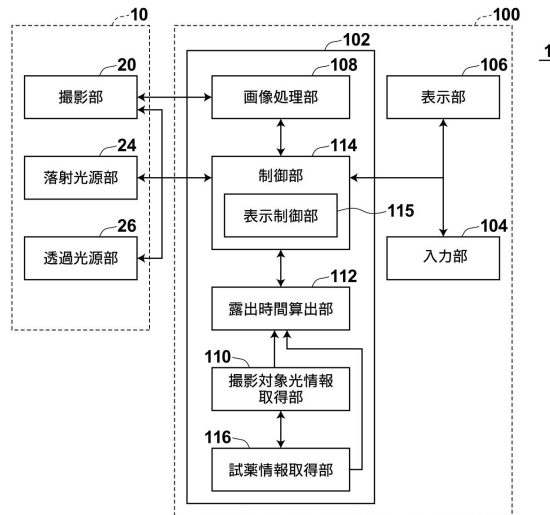 10
100
1
102
20
撮影部
108
画像処理部
106
表示部
24
落射光源部
114
制御部
表示制御部
115
26
透過光源部
104
入力部
112
露出時間算出部
110
撮影対象光情報
取得部
116
試薬情報取得部